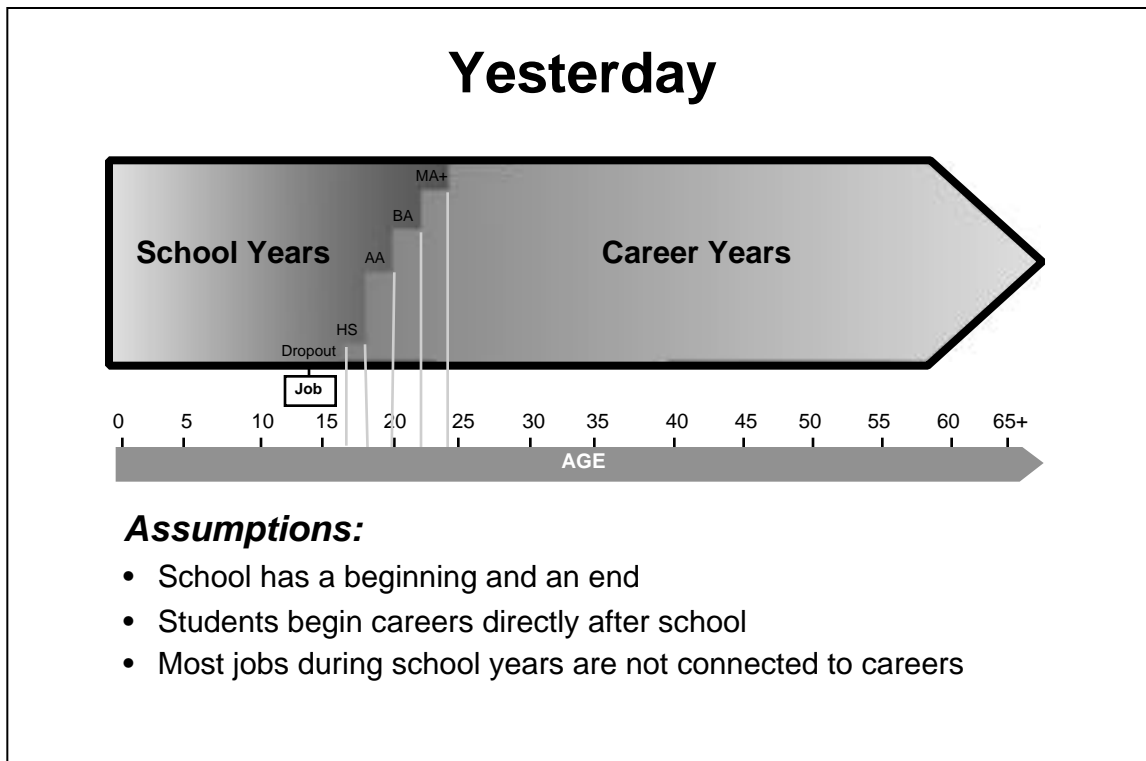 Yesterday
MA+
BA
School Years
Career Years
AA
HS
Dropout
Job
0 5 10 15 20 25 30 35 40 45 50 55 60 65+
AGE
Assumptions:
• School has a beginning and an end
• Students begin careers directly after school
• Most jobs during school years are not connected to careers